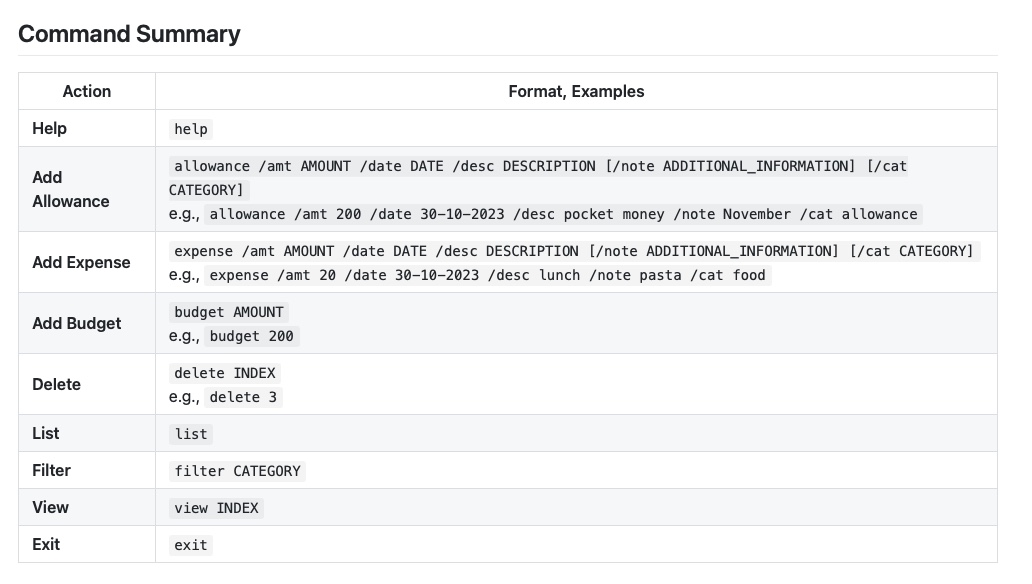 Command Summary
Action
Format, Examples
Help
help
Add
Allowance
allowance /amt AMOUNT /date DATE /desc DESCRIPTION [/note ADDITIONAL_INFORMATION] [/cat
CATEGORY]
e.g., allowance /amt 200 /date 30-10-2023 /desc pocket money /note November /cat allowance
Add Expense
expense /amt AMOUNT /date DATE /desc DESCRIPTION [/note ADDITIONAL_INFORMATION] [/cat CATEGORY]
e.g., expense /amt 20 /date 30-10-2023 /desc lunch /note pasta /cat food
Add Budget
budget AMOUNT
e.g., budget 200
Delete
delete INDEX
e.g., delete 3
List
list
Filter
filter CATEGORY
View
view INDEX
Exit
exit